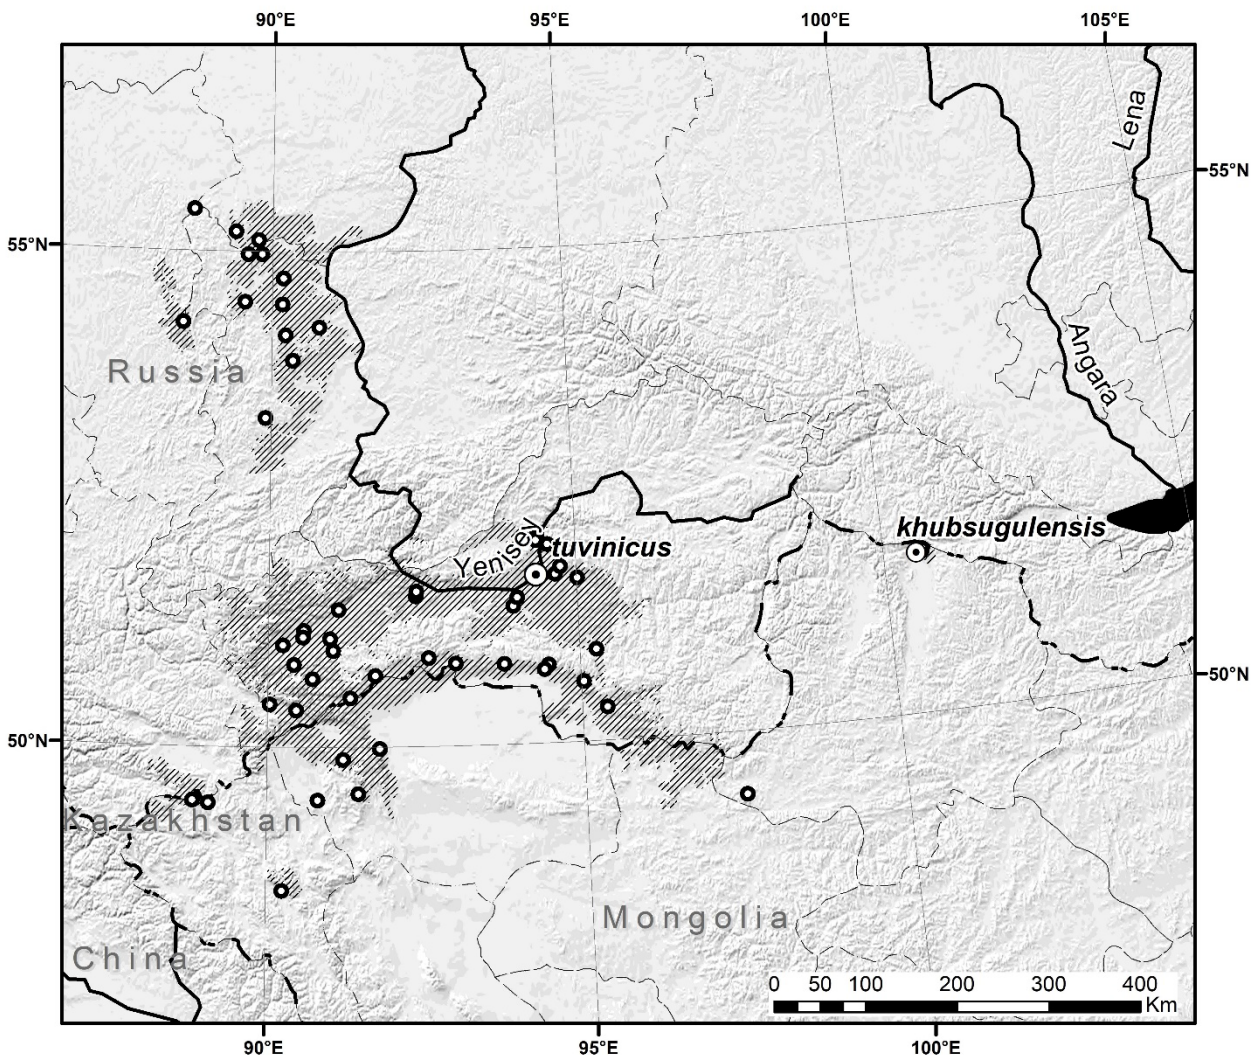 90°E 95°E 100°E 105°E
Lena
55°N
55°N
Angara
Russia
khubsugulensis
tuvinicus
Yenisey
50°N
50°N
Kazakhstan
Mongolia
China
0 50 100 200 300 400
Km
90°E 95°E 100°E